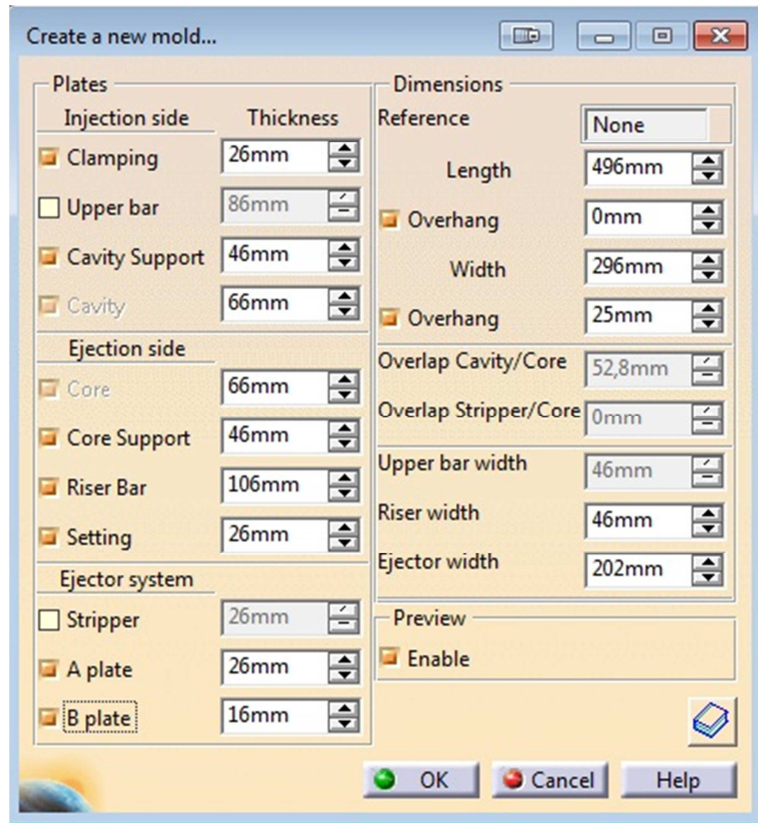 Create a new mold...
Plates
Injection side Thickness
Clamping 26mm
Upper bar 86mm
Cavity Support 46mm
Cavity 66mm
Ejection side
Core 66mm
Core Support 46mm
Riser Bar 106mm
Setting 26mm
Ejector system
Stripper 26mm
A plate 26mm
B plate 16mm
Dimensions
Reference None
Length 496mm
Overhang 0mm
Width 296mm
Overhang 25mm
Overlap Cavity/Core 52,8mm
Overlap Stripper/Core 0mm
Upper bar width 46mm
Riser width 46mm
Ejector width 202mm
Preview
Enable
OK Cancel Help